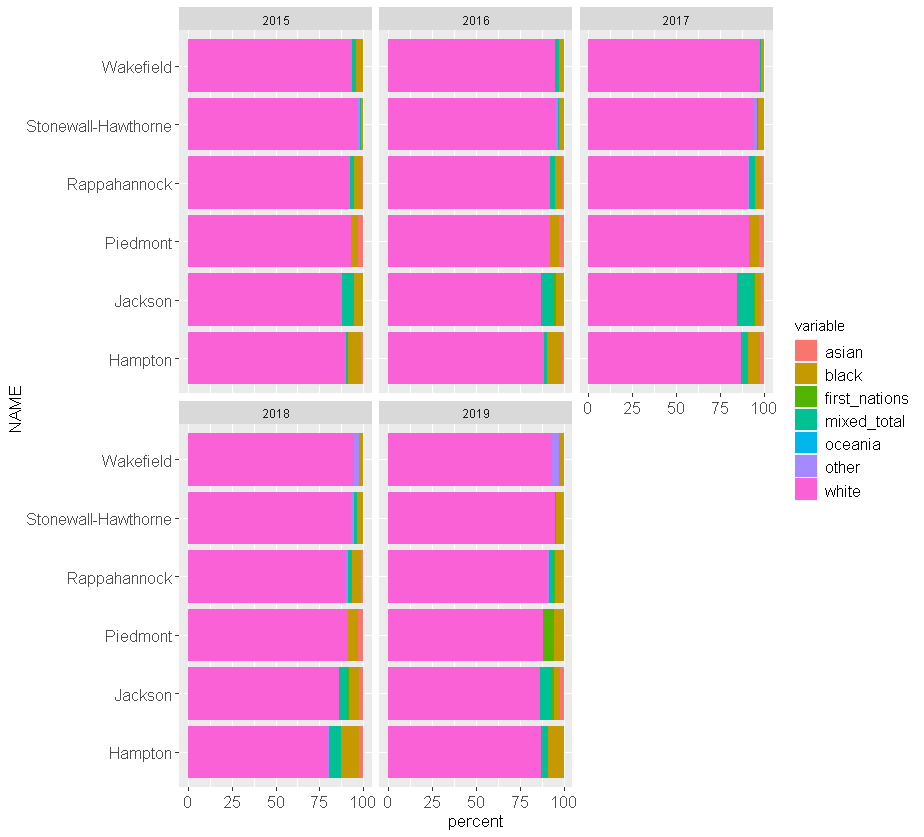 2015 2016 2017
Wakefield
Stonewall-Hawthorne
Rappahannock
Piedmont
Jackson
Hampton
0 25 50 75 100
NAME
2018 2019
Wakefield
Stonewall-Hawthorne
Rappahannock
Piedmont
Jackson
Hampton
0 25 50 75 100 0 25 50 75 100
percent
variable
asian
black
first_nations
mixed_total
oceania
other
white